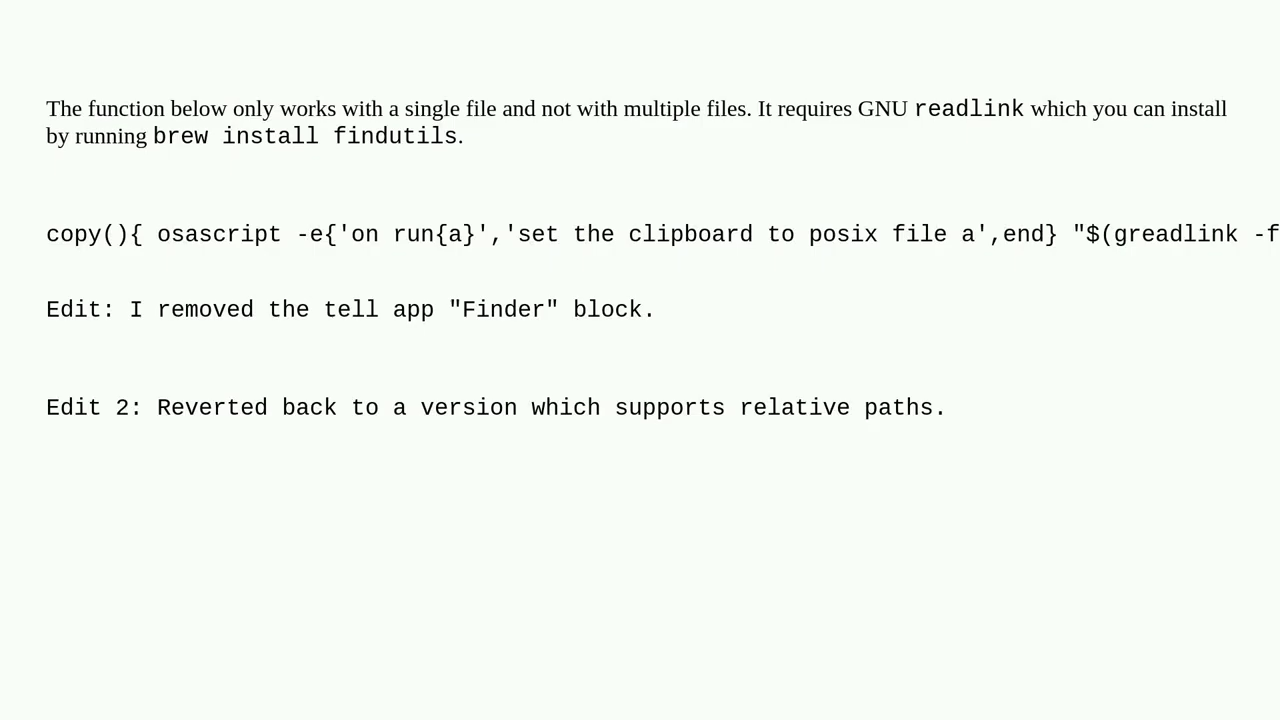 The function below only works with a single file and not with multiple files. It requires GNU readlink which you can install
by running brew install findutils.
copy(){ osascript -e{'on run{a}','set the clipboard to posix file a',end} "$(greadlink -f
Edit: I removed the tell app "Finder" block.
Edit 2: Reverted back to a version which supports relative paths.